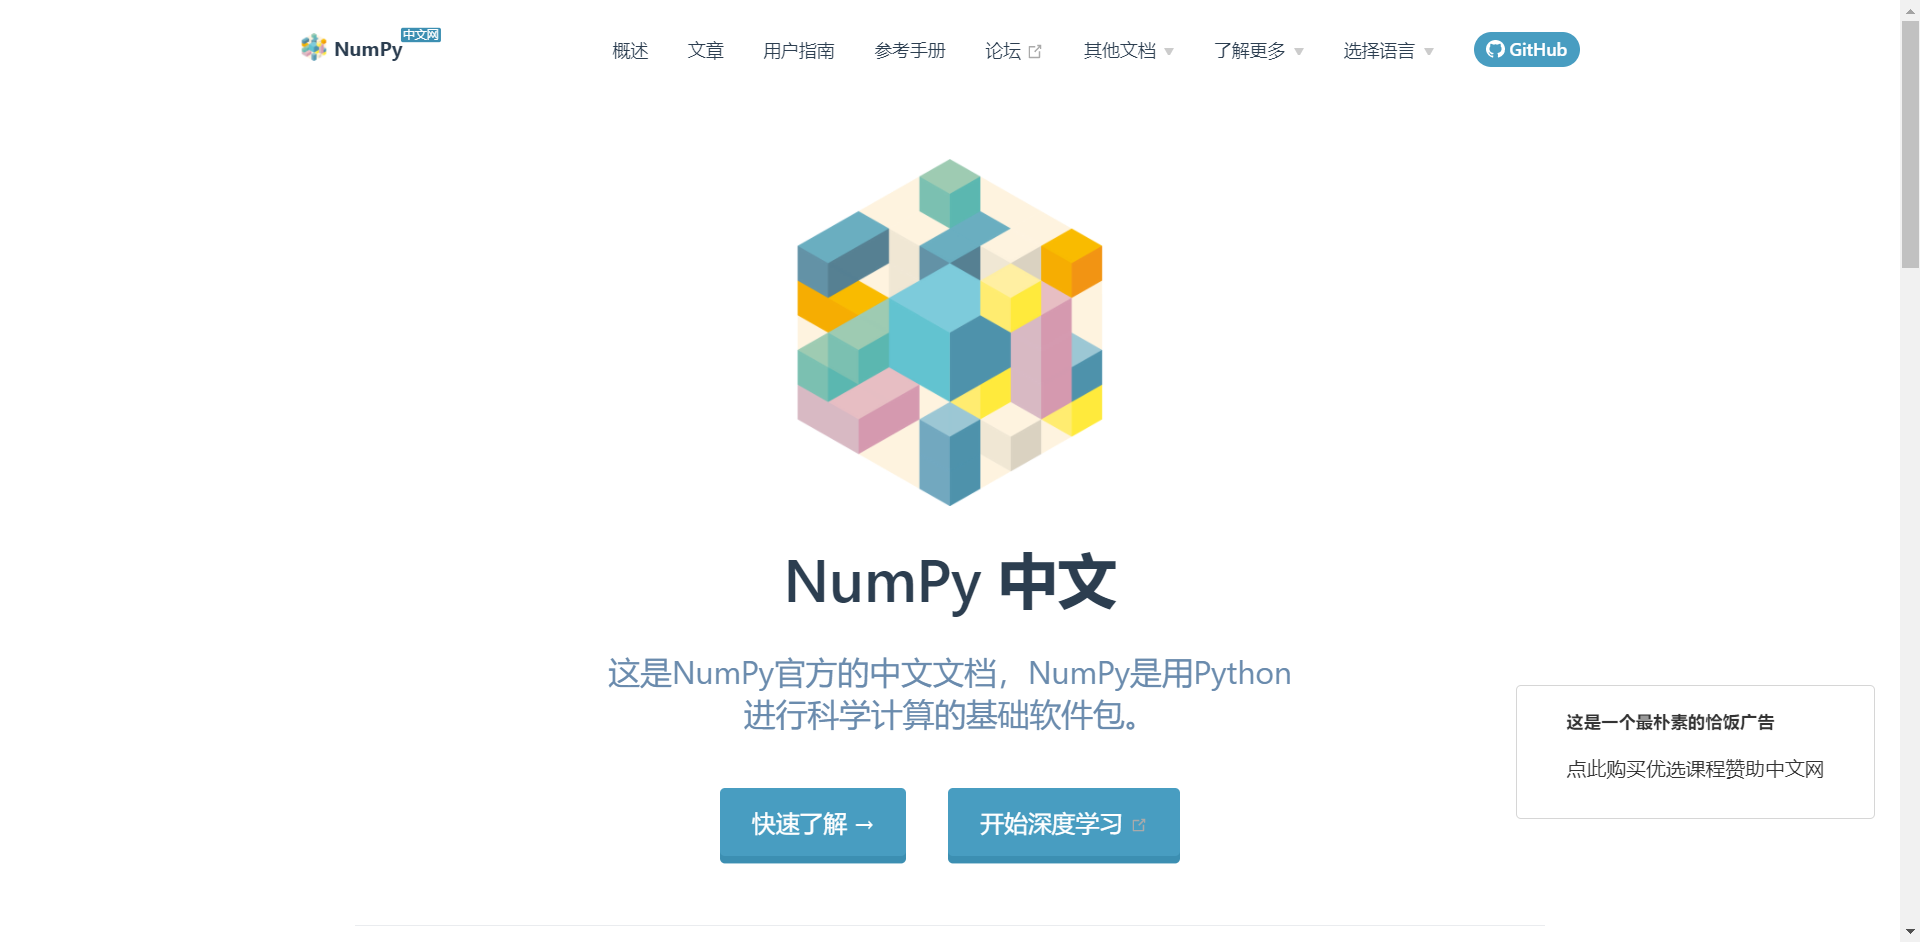 NumPy 中文网
概述 文章 用户指南 参考手册 论坛 其他文档 了解更多 选择语言 GitHub
NumPy 中文
这是NumPy官方的中文文档，NumPy是用Python
进行科学计算的基础软件包。
这是一个最朴素的恰饭广告
点此购买优选课程赞助中文网
快速了解 → 开始深度学习